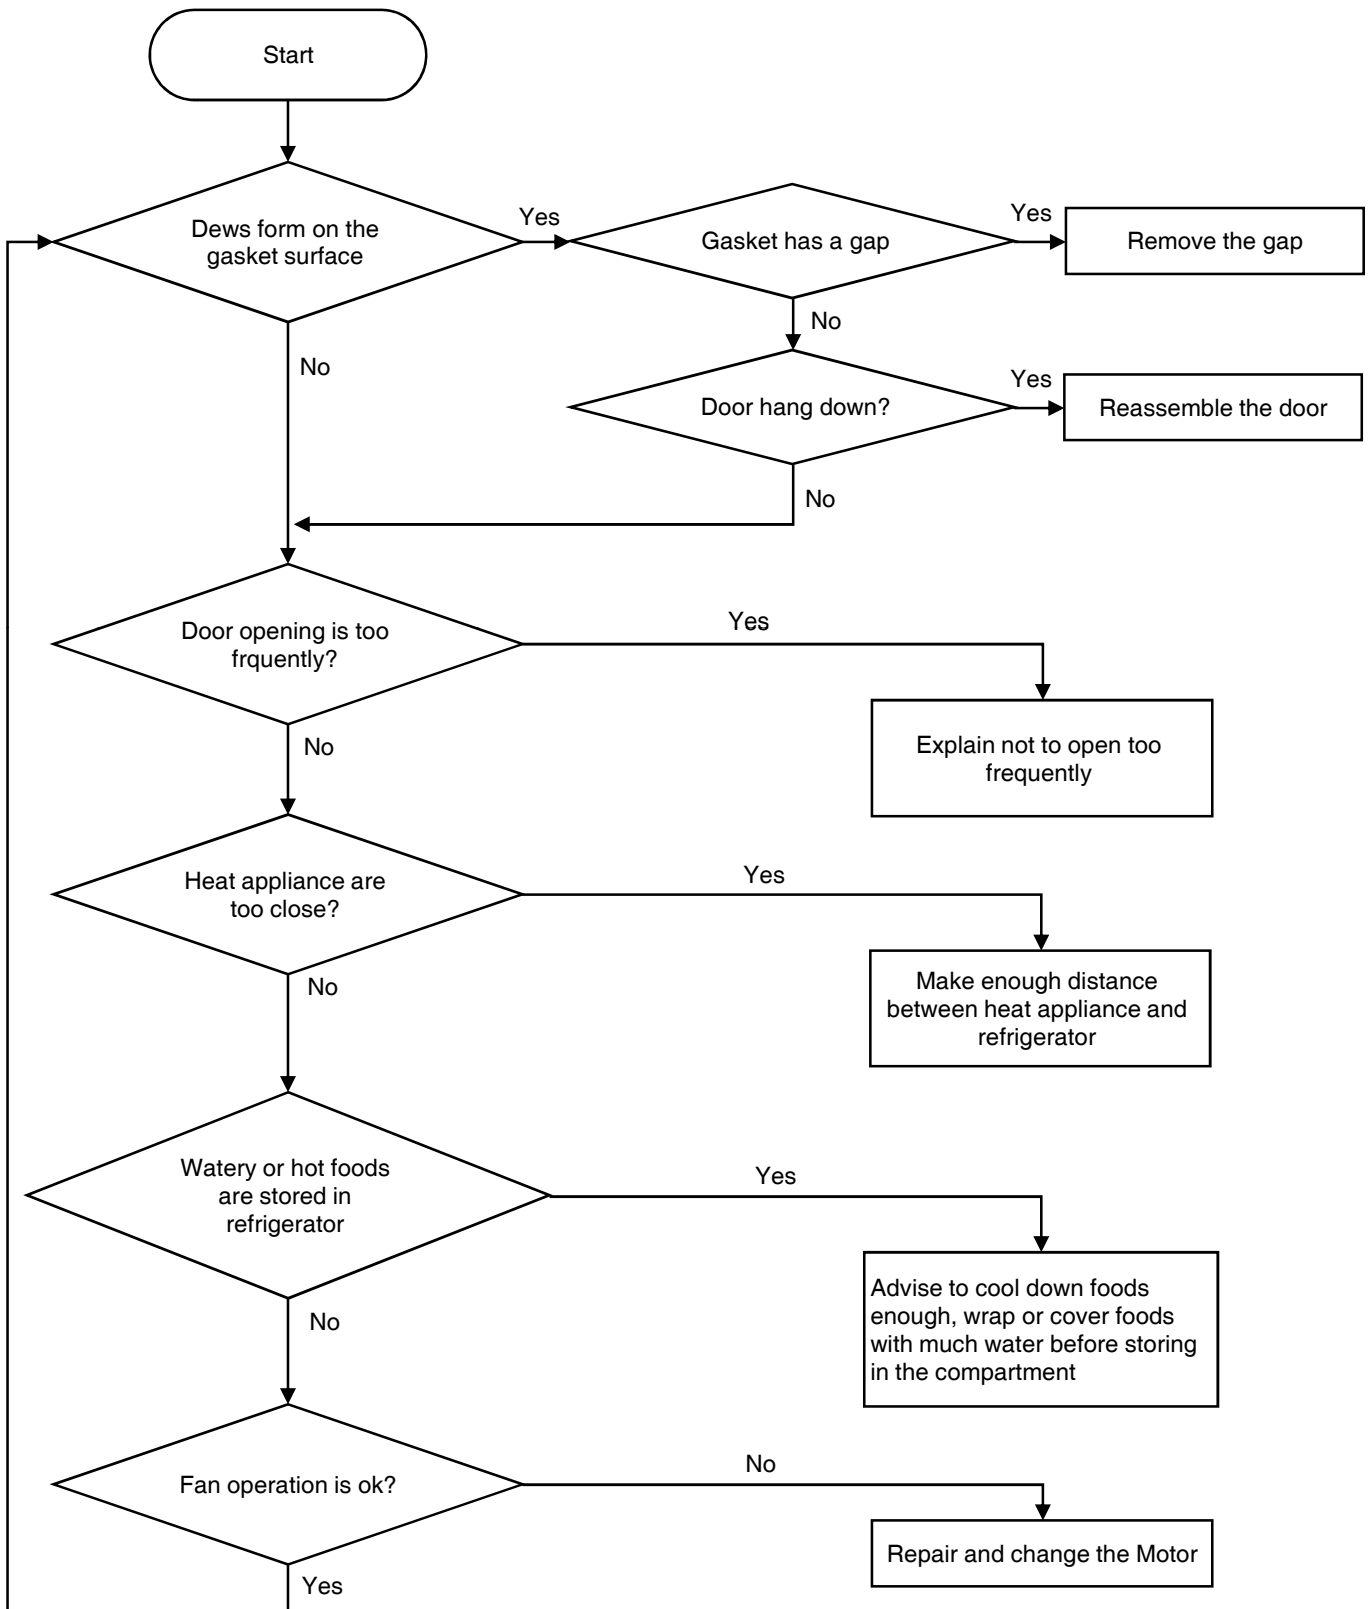 Start
Dews form on the
gasket surface
Yes
Gasket has a gap
Yes
Remove the gap
No
No
Door hang down?
Yes
Reassemble the door
No
Door opening is too
frquently?
Yes
Explain not to open too
frequently
No
Heat appliance are
too close?
Yes
Make enough distance
between heat appliance and
refrigerator
No
Watery or hot foods
are stored in
refrigerator
Yes
Advise to cool down foods
enough, wrap or cover foods
with much water before storing
in the compartment
No
Fan operation is ok?
No
Repair and change the Motor
Yes